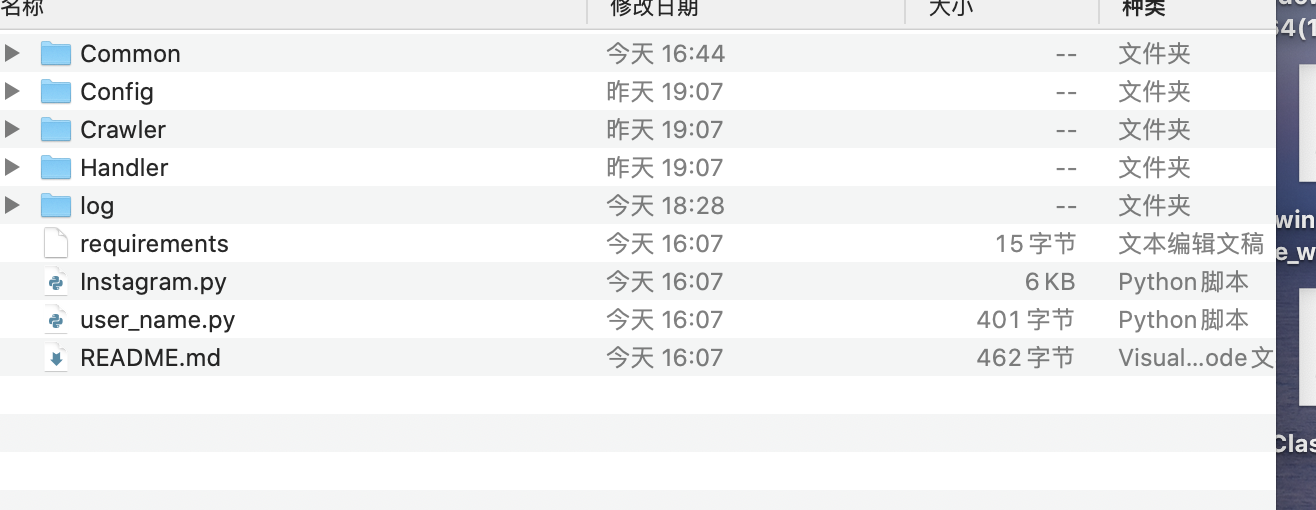 名称 修改日期 大小 种类
Common 今天 16:44 -- 文件夹
Config 昨天 19:07 -- 文件夹
Crawler 昨天 19:07 -- 文件夹
Handler 昨天 19:07 -- 文件夹
log 今天 18:28 -- 文件夹
requirements 今天 16:07 15 字节 文本编辑文稿
Instagram.py 今天 16:07 6 KB Python脚本
user_name.py 今天 16:07 401 字节 Python脚本
README.md 今天 16:07 462 字节 Visual...ode文
64(1
win
e_w
Clas